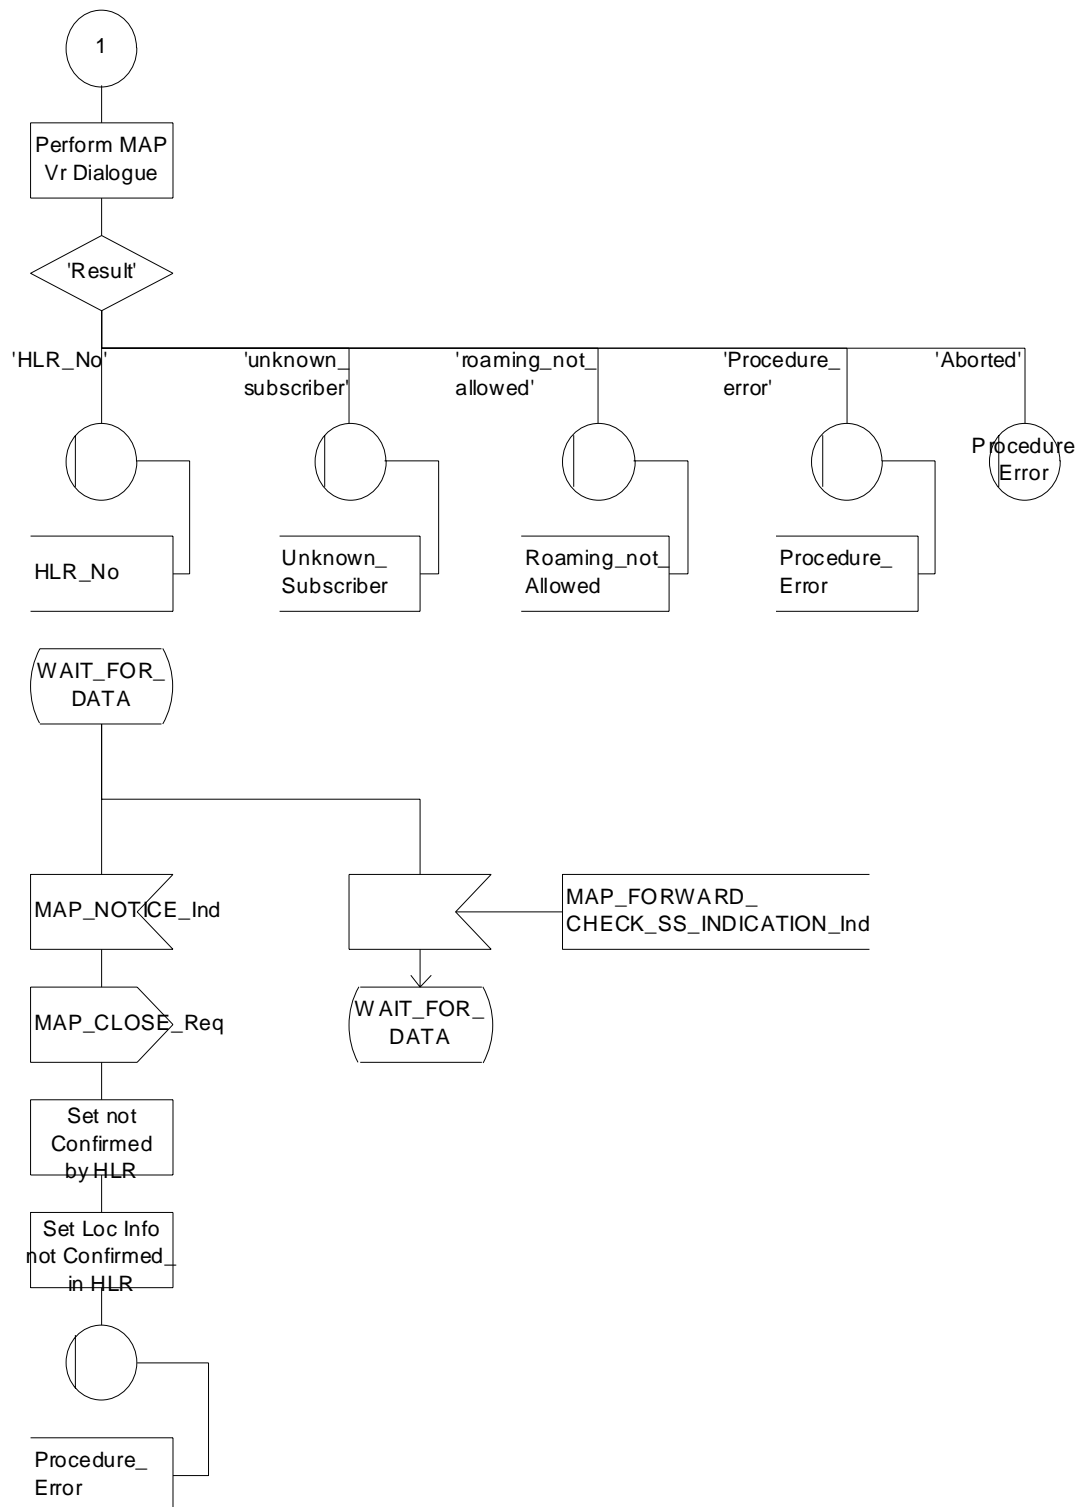 1
Perform MAP
Vr Dialogue
'Result'
'HLR_No'
'unknown_
subscriber'
'roaming_not_
allowed'
'Procedure_
error'
'Aborted'
Procedure
Error
HLR_No
Unknown_
Subscriber
Roaming_not_
Allowed
Procedure_
Error
WAIT_FOR_
DATA
MAP_NOTICE_Ind
MAP_FORWARD_
CHECK_SS_INDICATION_Ind
MAP_CLOSE_Req
WAIT_FOR_
DATA
Set not
Confirmed
by HLR
Set Loc Info
not Confirmed_
in HLR
Procedure_
Error